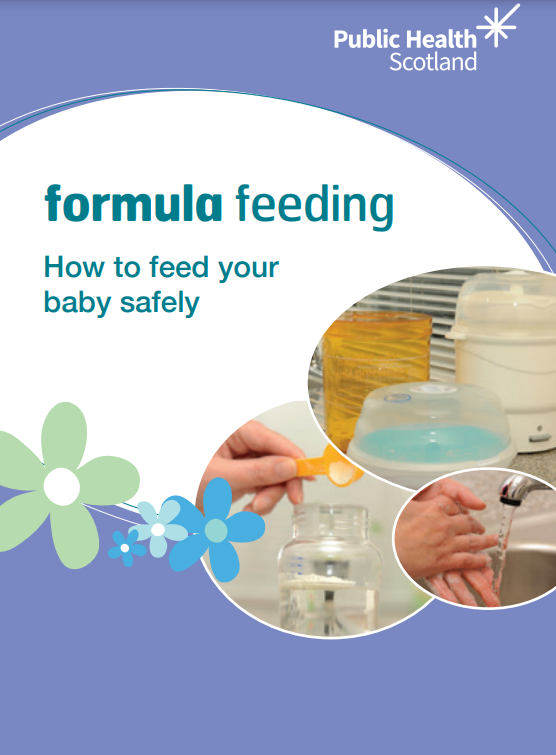 Public Health
Scotland
formula feeding
How to feed your
baby safely